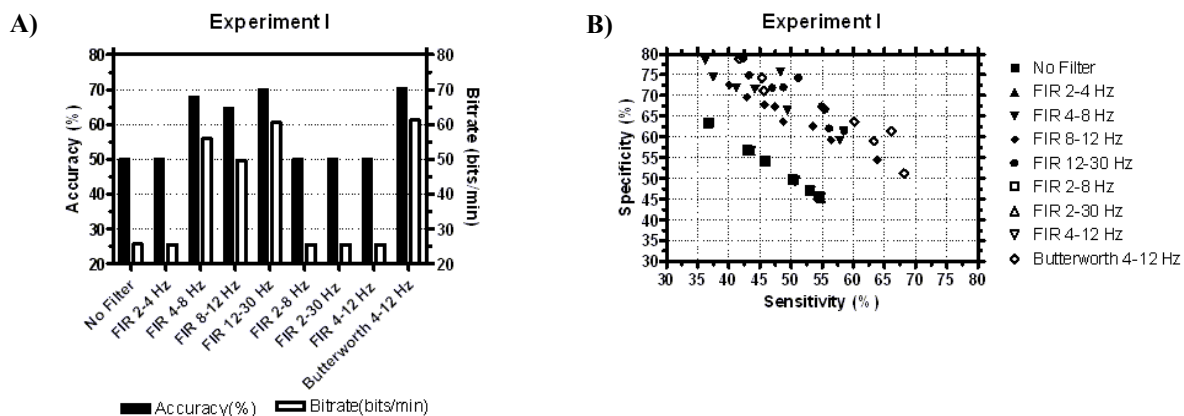 A)
Experiment I
80
70
60
50
40
30
20
Accuracy (%)
80
70
60
50
40
30
20
Bitrate (bits/min)
No Filter
FIR 2-4 Hz
FIR 4-8 Hz
FIR 8-12 Hz
FIR 12-30 Hz
FIR 2-8 Hz
FIR 2-30 Hz
FIR 4-12 Hz
Butterworth 4-12 Hz
Accuracy(%) Bitrate(bits/min)
B)
Experiment I
80
75
70
65
60
55
50
45
40
35
30
Specificity (%)
30 35 40 45 50 55 60 65 70 75 80
Sensitivity (%)
No Filter
FIR 2-4 Hz
FIR 4-8 Hz
FIR 8-12 Hz
FIR 12-30 Hz
FIR 2-8 Hz
FIR 2-30 Hz
FIR 4-12 Hz
Butterworth 4-12 Hz